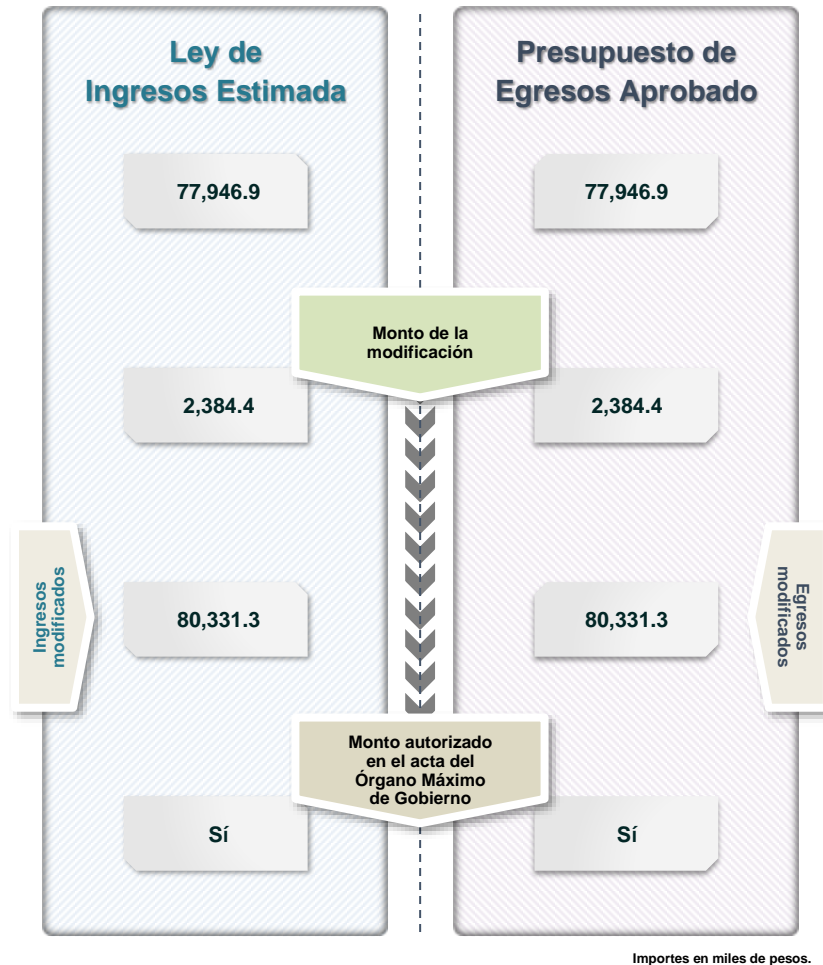 Ley de
Ingresos Estimada
Presupuesto de
Egresos Aprobado
77,946.9
77,946.9
Monto de la
modificación
2,384.4
2,384.4
Ingresos
modificados
80,331.3
80,331.3
Egresos
modificados
Monto autorizado
en el acta del
Órgano Máximo
de Gobierno
Sí
Sí
Importes en miles de pesos.